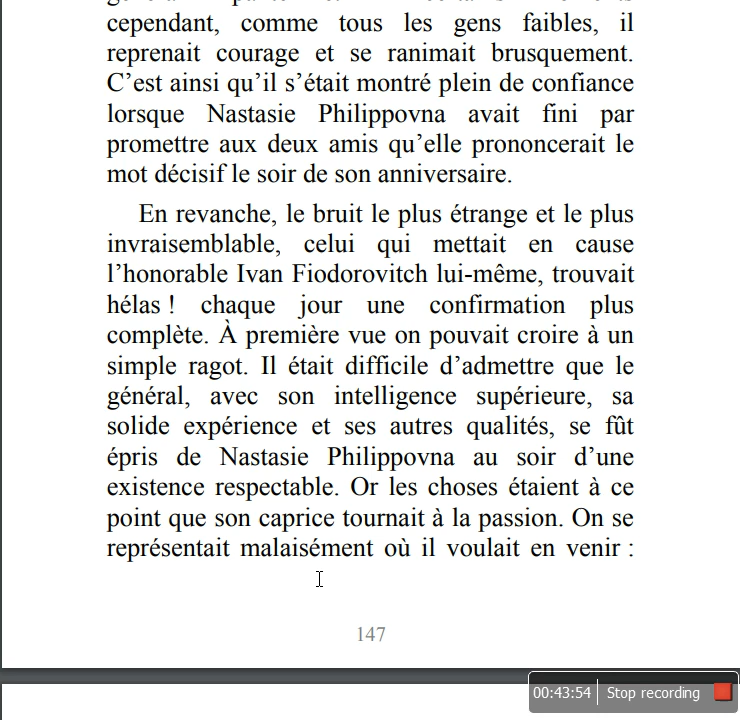 cependant, comme tous les gens faibles, il
reprenait courage et se ranimait brusquement.
C’est ainsi qu’il s’était montré plein de confiance
lorsque Nastasie Philippovna avait fini par
promettre aux deux amis qu’elle prononcerait le
mot décisif le soir de son anniversaire.
En revanche, le bruit le plus étrange et le plus
invraisemblable, celui qui mettait en cause
l’honorable Ivan Fiodorovitch lui-même, trouvait
hélas ! chaque jour une confirmation plus
complète. À première vue on pouvait croire à un
simple ragot. Il était difficile d’admettre que le
général, avec son intelligence supérieure, sa
solide expérience et ses autres qualités, se fût
épris de Nastasie Philippovna au soir d’une
existence respectable. Or les choses étaient à ce
point que son caprice tournait à la passion. On se
représentait malaisément où il voulait en venir :
147
00:43:54 Stop recording